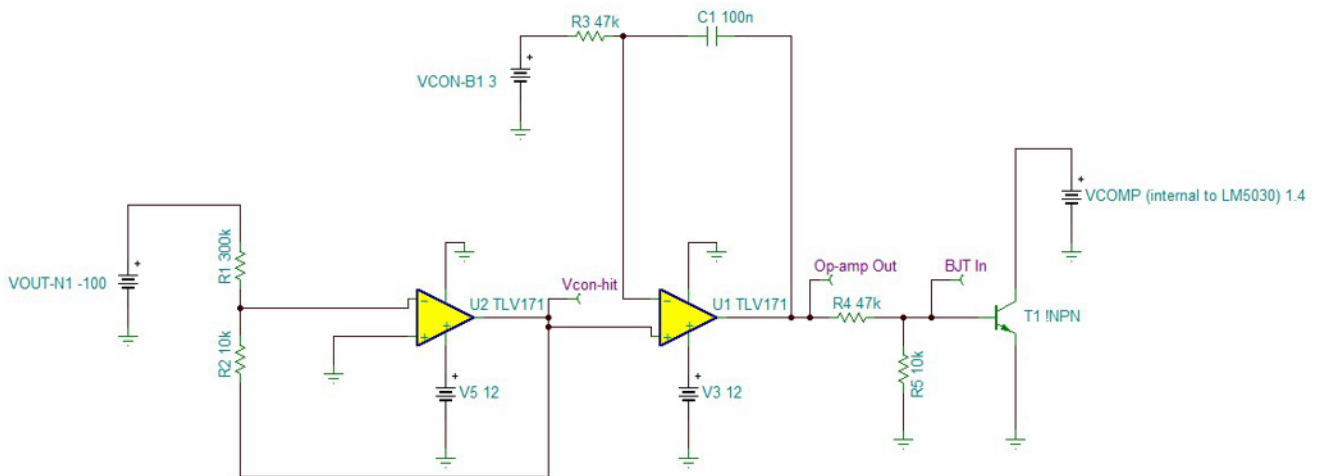 R3 47k
C1 100n
VCON-B1 3
VCOMP (internal to LM5030) 1.4
R1 300k
VOUT-N1 -100
Vcon-hit
Op-amp Out
BJT In
U2 TLV171
U1 TLV171
R4 47k
T1 !NPN
R2 10k
R5 10k
V5 12
V3 12